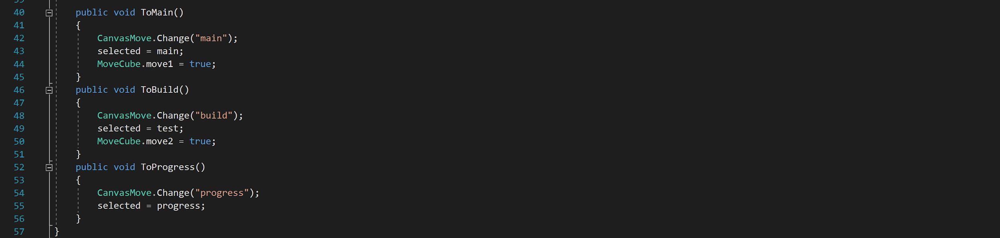 39
40 public void ToMain()
41 {
42 CanvasMove.Change("main");
43 selected = main;
44 MoveCube.move1 = true;
45 }
46 public void ToBuild()
47 {
48 CanvasMove.Change("build");
49 selected = test;
50 MoveCube.move2 = true;
51 }
52 public void ToProgress()
53 {
54 CanvasMove.Change("progress");
55 selected = progress;
56 }
57 }